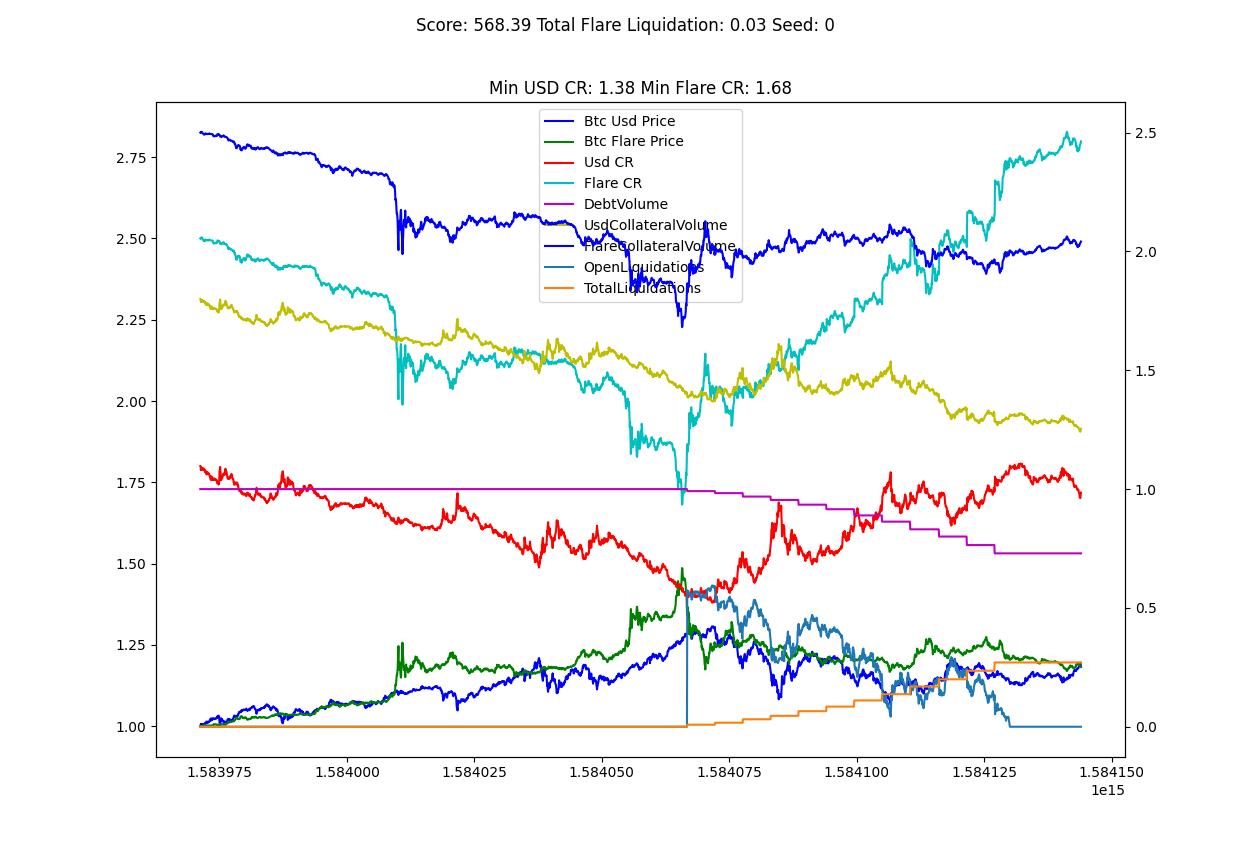 Score: 568.39 Total Flare Liquidation: 0.03 Seed: 0
Min USD CR: 1.38 Min Flare CR: 1.68
Btc Usd Price
Btc Flare Price
Usd CR
Flare CR
DebtVolume
UsdCollateralVolume
FlareCollateralVolume
OpenLiquidations
TotalLiquidations
2.75
2.50
2.25
2.00
1.75
1.50
1.25
1.00
2.5
2.0
1.5
1.0
0.5
0.0
1.583975 1.584000 1.584025 1.584050 1.584075 1.584100 1.584125 1.584150
1e15